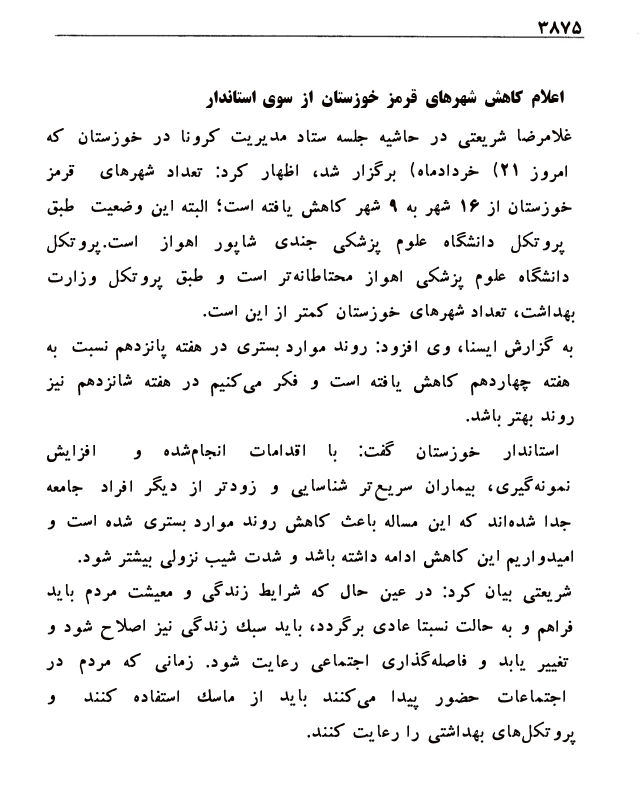 ۳۸۷۵
اعلام کاهش شهرهای قرمز خوزستان از سوی استاندار
غلامرضا شریعتی در حاشیه جلسه ستاد مدیریت کرونا در خوزستان که
امروز ۲۱) خردادماه) برگزار شد، اظهار کرد: تعداد شهرهای قرمز
خوزستان از ۱۶ شهر به ۹ شهر کاهش یافته است؛ البته این وضعیت طبق
پروتکل دانشگاه علوم پزشکی جندی شاپور اهواز است.پروتکل
دانشگاه علوم پزشکی اهواز محتاطانه‌تر است و طبق پروتکل وزارت
بهداشت، تعداد شهرهای خوزستان کمتر از این است.
به گزارش ایسنا، وی افزود: روند موارد بستری در هفته پانزدهم نسبت به
هفته چهاردهم کاهش یافته است و فکر می‌کنیم در هفته شانزدهم نیز
روند بهتر باشد.
استاندار خوزستان گفت: با اقدامات انجام‌شده و افزایش
نمونه‌گیری، بیماران سریع‌تر شناسایی و زودتر از دیگر افراد جامعه
جدا شده‌اند که این مساله باعث کاهش روند موارد بستری شده است و
امیدواریم این کاهش ادامه داشته باشد و شدت شیب نزولی بیشتر شود.
شریعتی بیان کرد: در عین حال که شرایط زندگی و معیشت مردم باید
فراهم و به حالت نسبتا عادی برگردد، باید سبک زندگی نیز اصلاح شود و
تغییر یابد و فاصله‌گذاری اجتماعی رعایت شود. زمانی که مردم در
اجتماعات حضور پیدا می‌کنند باید از ماسک استفاده کنند و
پروتکل‌های بهداشتی را رعایت کنند.